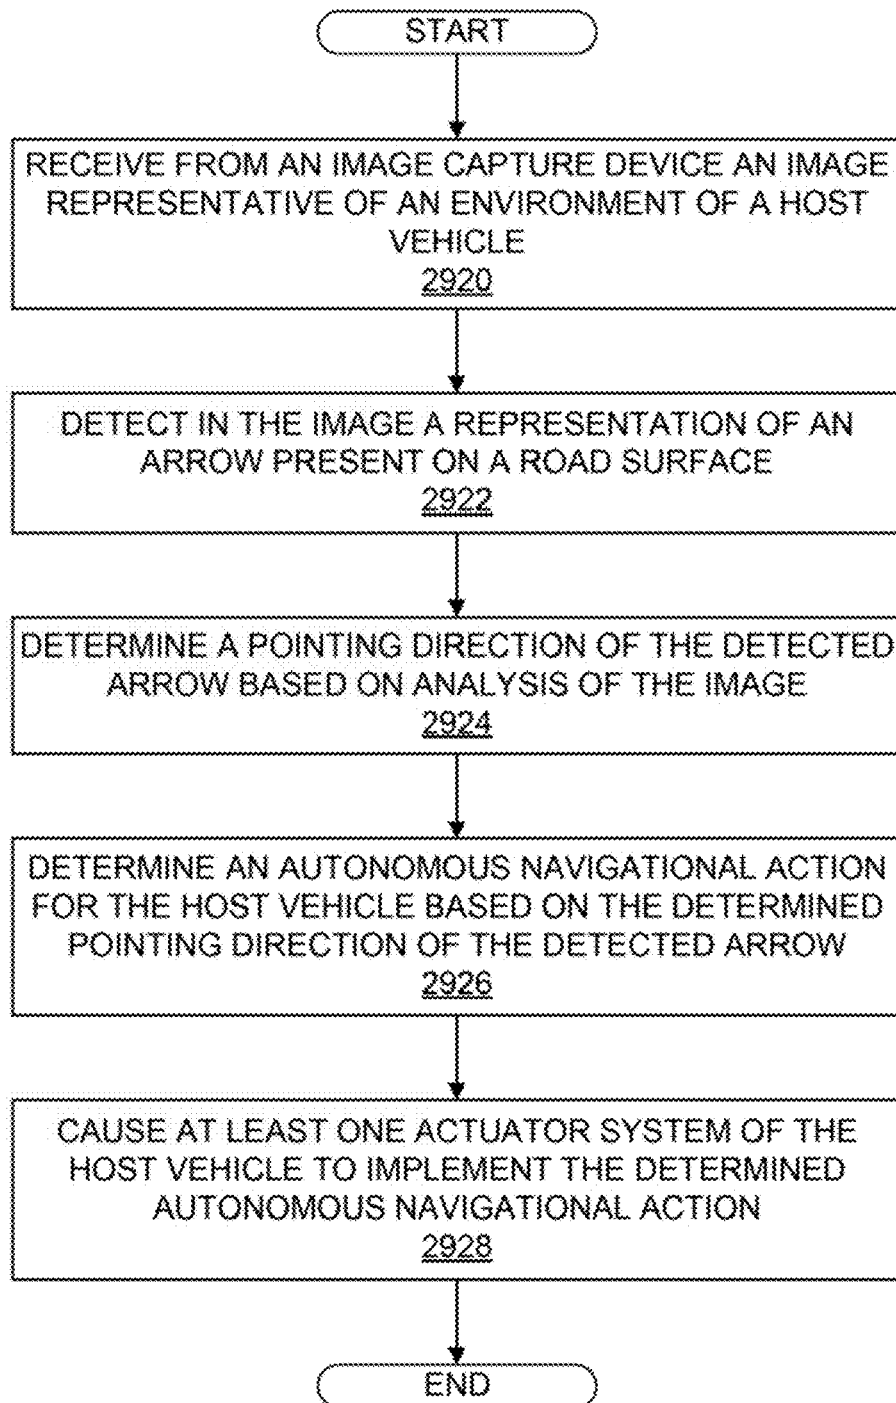 START
RECEIVE FROM AN IMAGE CAPTURE DEVICE AN IMAGE
REPRESENTATIVE OF AN ENVIRONMENT OF A HOST
VEHICLE
2920
DETECT IN THE IMAGE A REPRESENTATION OF AN
ARROW PRESENT ON A ROAD SURFACE
2922
DETERMINE A POINTING DIRECTION OF THE DETECTED
ARROW BASED ON ANALYSIS OF THE IMAGE
2924
DETERMINE AN AUTONOMOUS NAVIGATIONAL ACTION
FOR THE HOST VEHICLE BASED ON THE DETERMINED
POINTING DIRECTION OF THE DETECTED ARROW
2926
CAUSE AT LEAST ONE ACTUATOR SYSTEM OF THE
HOST VEHICLE TO IMPLEMENT THE DETERMINED
AUTONOMOUS NAVIGATIONAL ACTION
2928
END